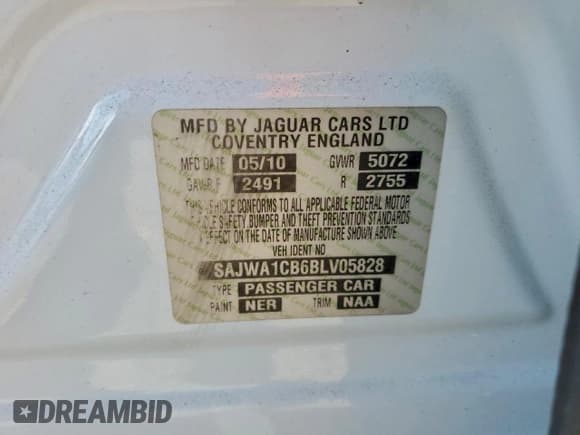 MFD BY JAGUAR CARS LTD
COVENTRY ENGLAND
MFD DATE 05/10 GVWR 5072
GAWR F 2491 R 2755
THIS VEHICLE CONFORMS TO ALL APPLICABLE FEDERAL MOTOR
VEHICLE SAFETY BUMPER AND THEFT PREVENTION STANDARDS
IN EFFECT ON THE DATE OF MANUFACTURE SHOWN ABOVE
VEH IDENT NO
SAJWA1CB6BLV05828
TYPE PASSENGER CAR
PAINT NER TRIM NAA
DREAMBID